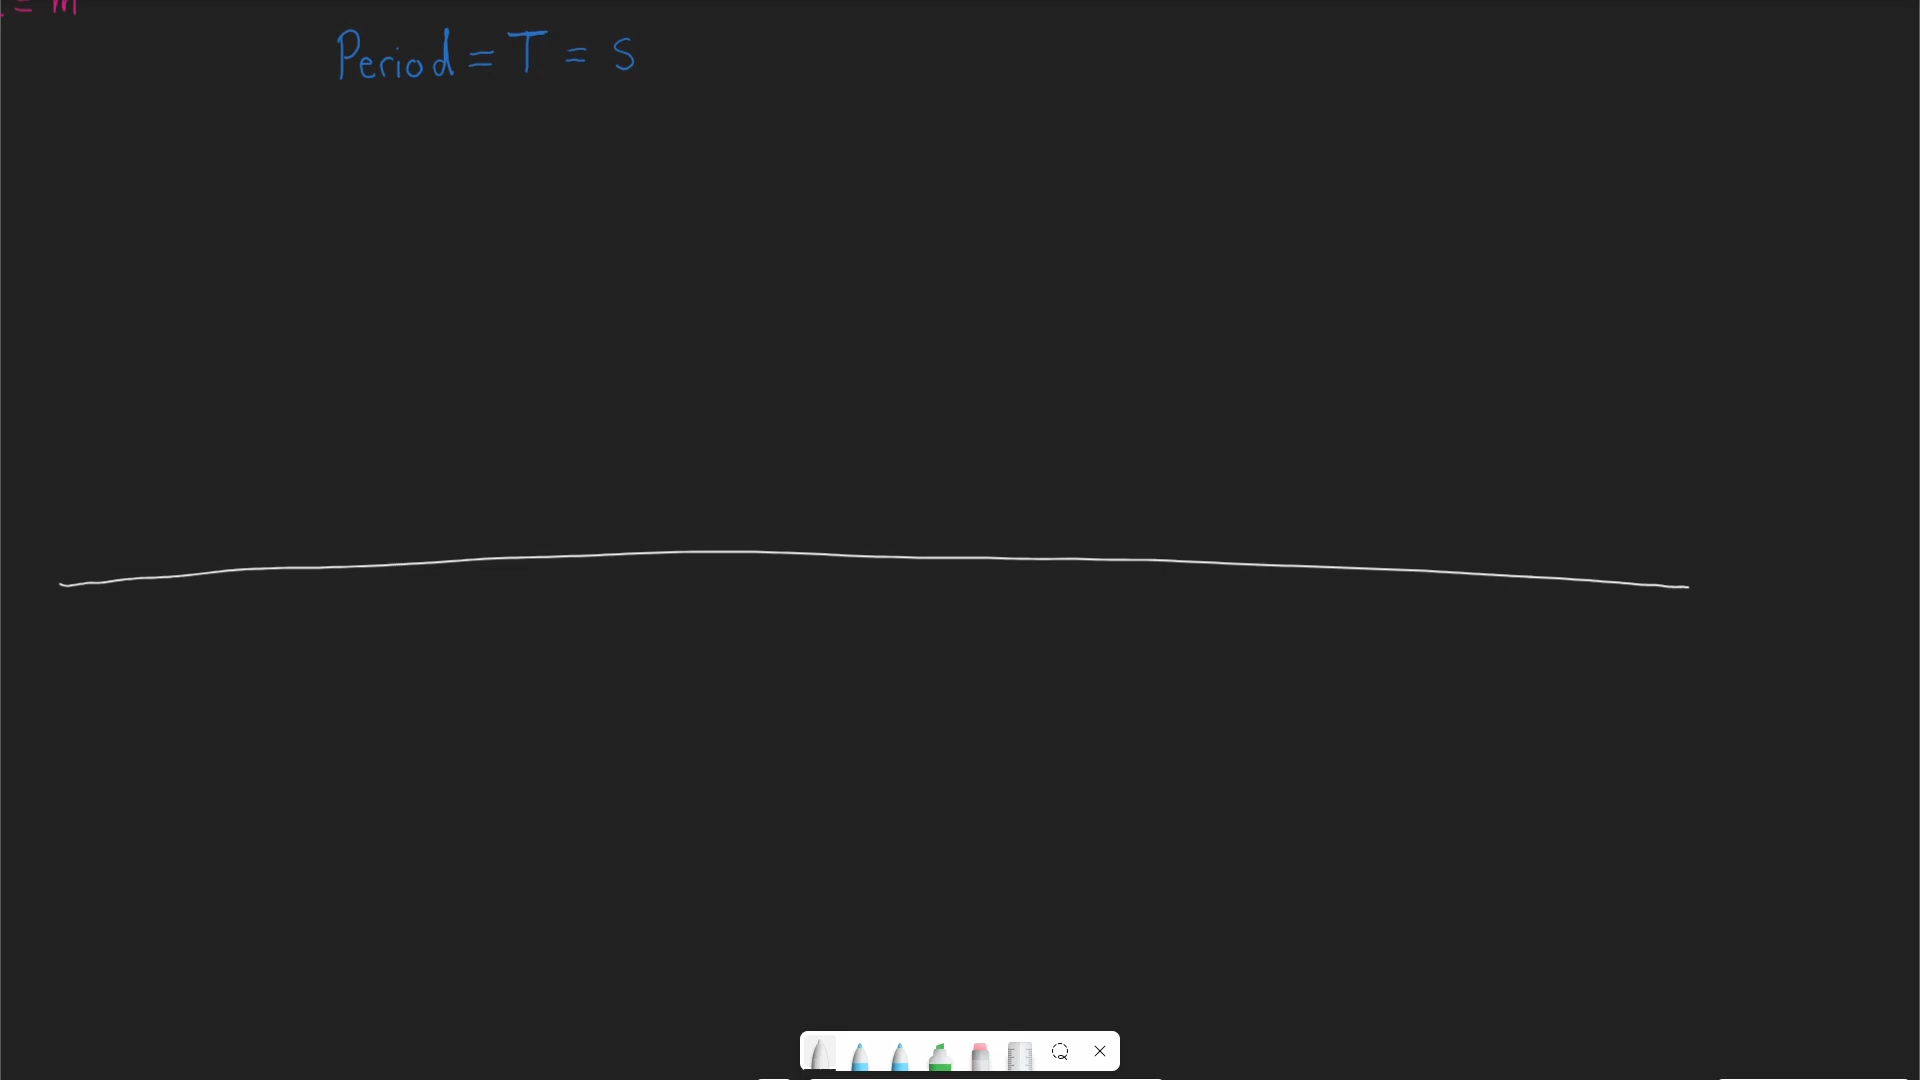 = m
Period = T = s